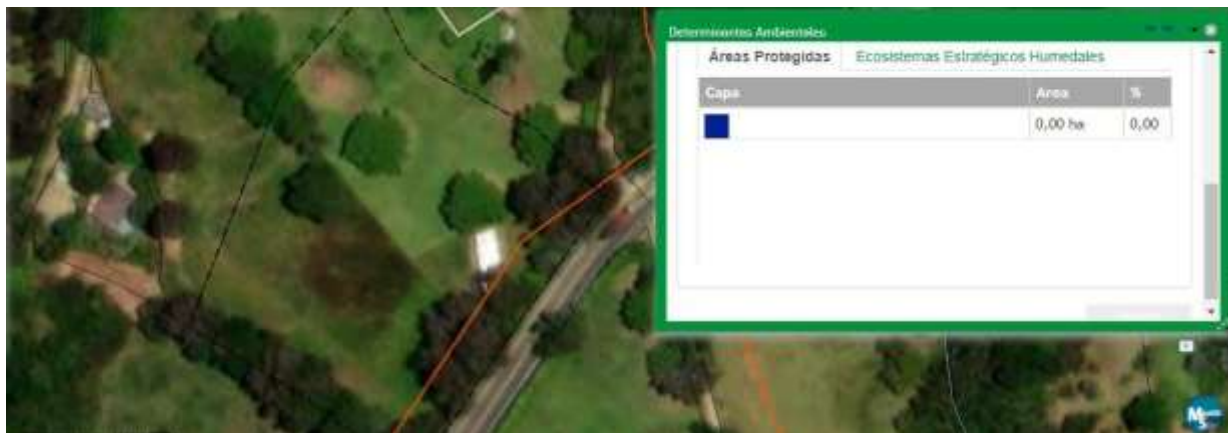 Determinantes Ambientales
Áreas Protegidas Ecosistemas Estratégicos Humedales
Capa Area %
0,00 ha 0,00